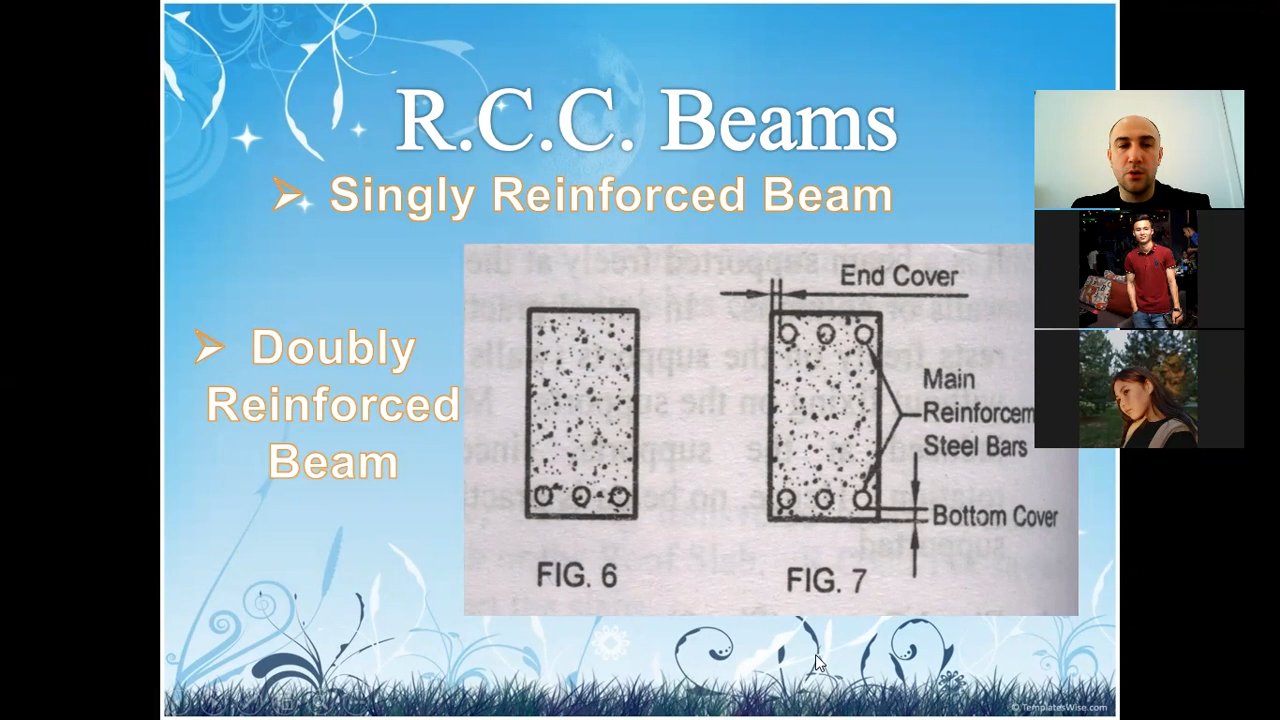 R.C.C. Beams
➢ Singly Reinforced Beam
➢ Doubly
Reinforced
Beam
End Cover
Main
Reinforcem
Steel Bars
Bottom Cover
FIG. 6
FIG. 7
© TemplatesWise.com